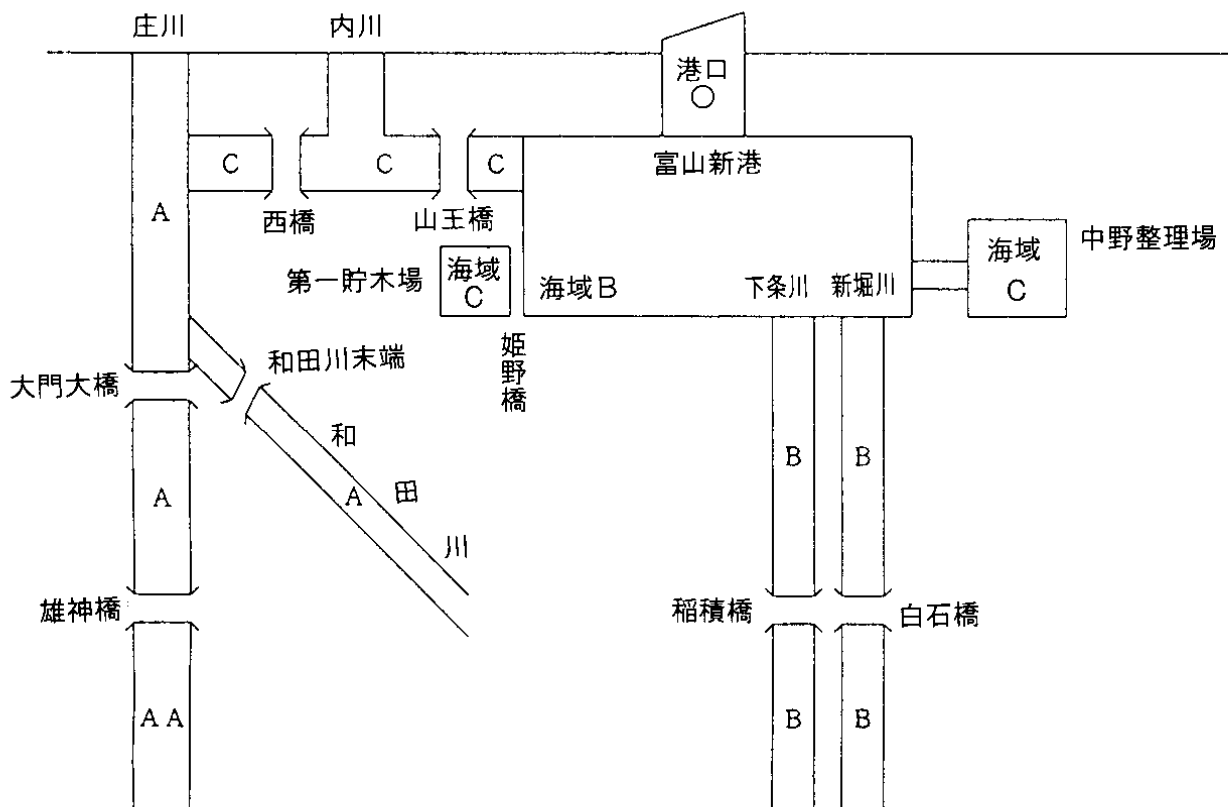 庄川
内川
港口
○
富山新港
C
C
C
A
西橋
山王橋
中野整理場
海域
C
第一貯木場
海域
C
海域B
下条川
新堀川
姫野橋
和田川末端
大門大橋
和田川
A
A
B
B
雄神橋
稲積橋
白石橋
AA
B
B